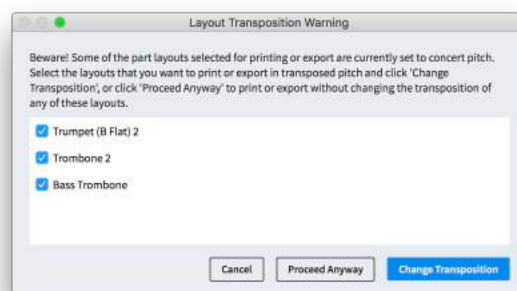 Layout Transposition Warning
Beware! Some of the part layouts selected for printing or export are currently set to concert pitch.
Select the layouts that you want to print or export in transposed pitch and click 'Change
Transposition', or click 'Proceed Anyway' to print or export without changing the transposition of
any of these layouts.
Trumpet (B Flat) 2
Trombone 2
Bass Trombone
Cancel Proceed Anyway Change Transposition